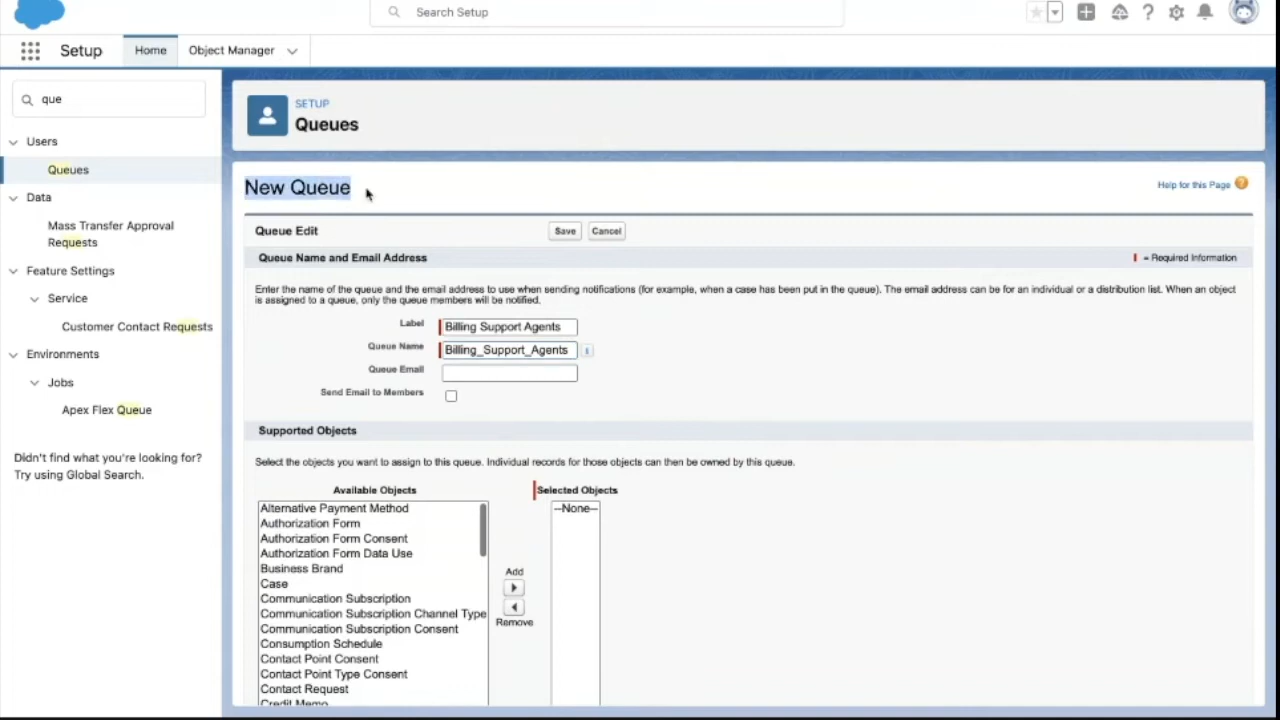 Search Setup
Setup
Home
Object Manager
que
Users
Queues
Data
Mass Transfer Approval
Requests
Feature Settings
Service
Customer Contact Requests
Environments
Jobs
Apex Flex Queue
Didn't find what you're looking for?
Try using Global Search.
SETUP
Queues
New Queue
Help for this Page
Queue Edit
Save
Cancel
Queue Name and Email Address
= Required Information
Enter the name of the queue and the email address to use when sending notifications (for example, when a case has been put in the queue). The email address can be for an individual or a distribution list. When an object
is assigned to a queue, only the queue members will be notified.
Label
Billing Support Agents
Queue Name
Billing_Support_Agents
i
Queue Email
Send Email to Members
Supported Objects
Select the objects you want to assign to this queue. Individual records for those objects can then be owned by this queue.
Available Objects
Selected Objects
Alternative Payment Method
Authorization Form
Authorization Form Consent
Authorization Form Data Use
Business Brand
Case
Communication Subscription
Communication Subscription Channel Type
Communication Subscription Consent
Consumption Schedule
Contact Point Consent
Contact Point Type Consent
Contact Request
Credit Memo
--None--
Add
Remove